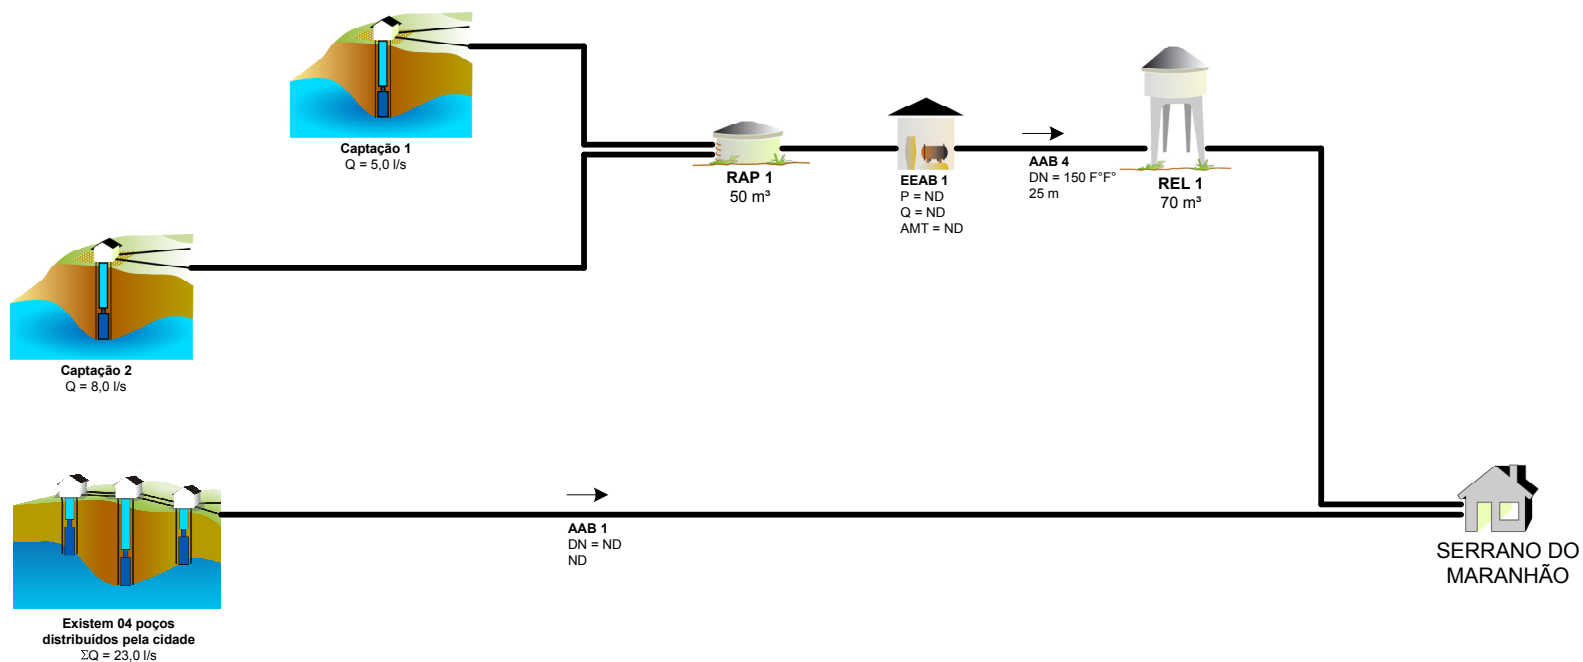 Captação 1
Q = 5,0 l/s
RAP 1
50 m³
EEAB 1
P = ND
Q = ND
AMT = ND
AAB 4
DN = 150 F°F°
25 m
REL 1
70 m³
Captação 2
Q = 8,0 l/s
AAB 1
DN = ND
ND
SERRANO DO
MARANHÃO
Existem 04 poços
distribuídos pela cidade
ΣQ = 23,0 l/s